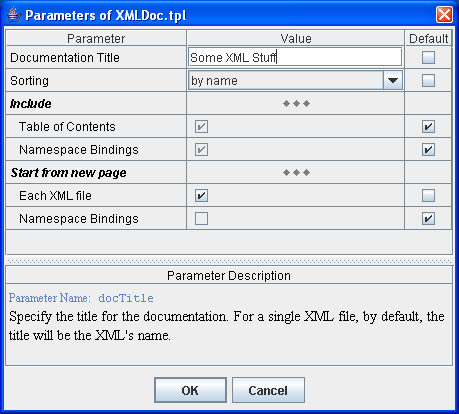 Parameters of XMLDoc.tpl
Parameter Value Default
Documentation Title Some XML Stuff
Sorting by name
Include
Table of Contents
Namespace Bindings
Start from new page
Each XML file
Namespace Bindings
Parameter Description
Parameter Name: docTitle
Specify the title for the documentation. For a single XML file, by default, the
title will be the XML's name.
OK Cancel